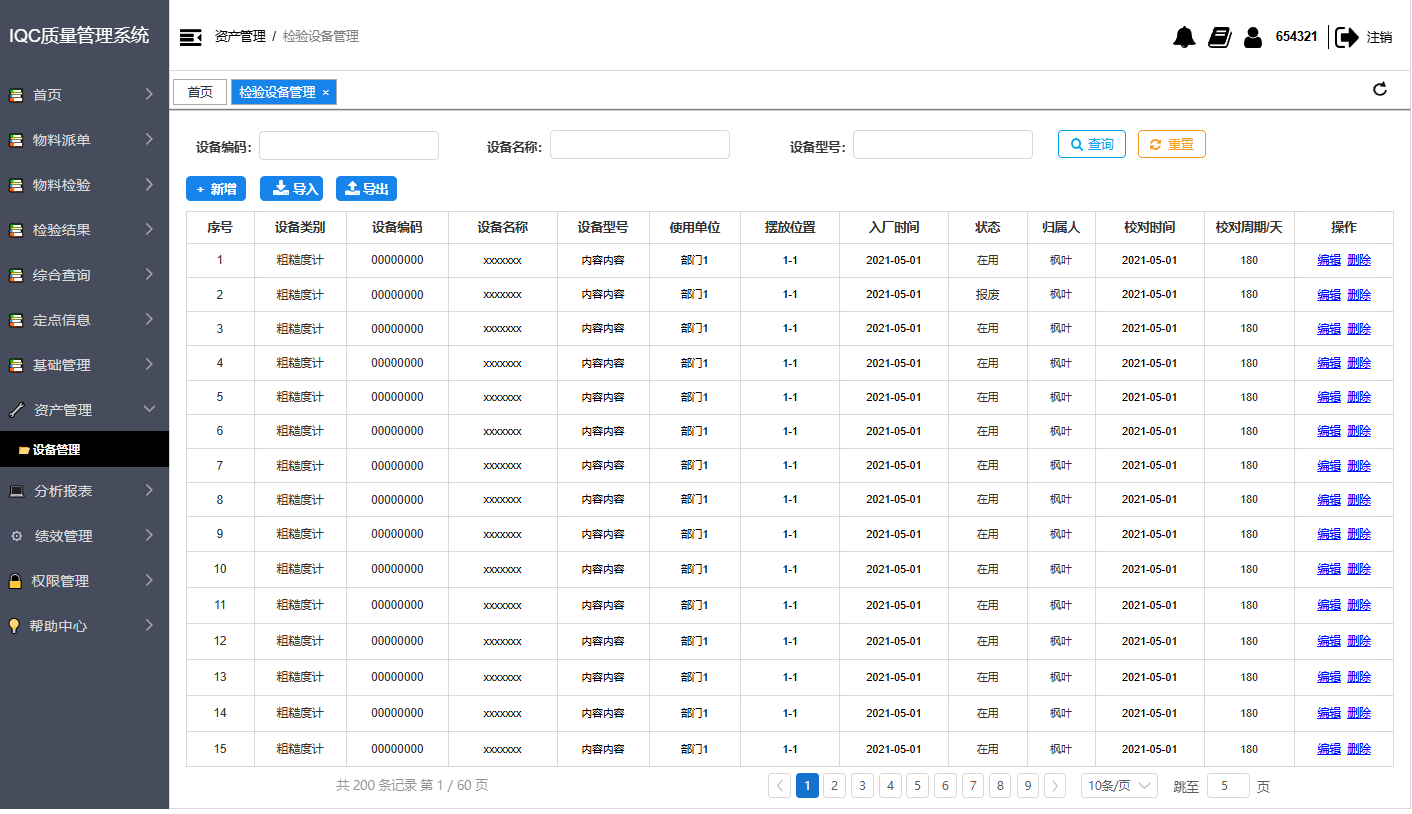 IQC质量管理系统
资产管理 / 检验设备管理
654321 注销
首页
物料派单
物料检验
检验结果
综合查询
定点信息
基础管理
资产管理
设备管理
分析报表
绩效管理
权限管理
帮助中心
首页 检验设备管理 ×
设备编码: 设备名称: 设备型号: 查询 重置
+ 新增 导入 导出
序号 设备类别 设备编码 设备名称 设备型号 使用单位 摆放位置 入厂时间 状态 归属人 校对时间 校对周期/天 操作
1 粗糙度计 00000000 xxxxxxx 内容内容 部门1 1-1 2021-05-01 在用 枫叶 2021-05-01 180 编辑 删除
2 粗糙度计 00000000 xxxxxxx 内容内容 部门1 1-1 2021-05-01 报废 枫叶 2021-05-01 180 编辑 删除
3 粗糙度计 00000000 xxxxxxx 内容内容 部门1 1-1 2021-05-01 在用 枫叶 2021-05-01 180 编辑 删除
4 粗糙度计 00000000 xxxxxxx 内容内容 部门1 1-1 2021-05-01 在用 枫叶 2021-05-01 180 编辑 删除
5 粗糙度计 00000000 xxxxxxx 内容内容 部门1 1-1 2021-05-01 在用 枫叶 2021-05-01 180 编辑 删除
6 粗糙度计 00000000 xxxxxxx 内容内容 部门1 1-1 2021-05-01 在用 枫叶 2021-05-01 180 编辑 删除
7 粗糙度计 00000000 xxxxxxx 内容内容 部门1 1-1 2021-05-01 在用 枫叶 2021-05-01 180 编辑 删除
8 粗糙度计 00000000 xxxxxxx 内容内容 部门1 1-1 2021-05-01 在用 枫叶 2021-05-01 180 编辑 删除
9 粗糙度计 00000000 xxxxxxx 内容内容 部门1 1-1 2021-05-01 在用 枫叶 2021-05-01 180 编辑 删除
10 粗糙度计 00000000 xxxxxxx 内容内容 部门1 1-1 2021-05-01 在用 枫叶 2021-05-01 180 编辑 删除
11 粗糙度计 00000000 xxxxxxx 内容内容 部门1 1-1 2021-05-01 在用 枫叶 2021-05-01 180 编辑 删除
12 粗糙度计 00000000 xxxxxxx 内容内容 部门1 1-1 2021-05-01 在用 枫叶 2021-05-01 180 编辑 删除
13 粗糙度计 00000000 xxxxxxx 内容内容 部门1 1-1 2021-05-01 在用 枫叶 2021-05-01 180 编辑 删除
14 粗糙度计 00000000 xxxxxxx 内容内容 部门1 1-1 2021-05-01 在用 枫叶 2021-05-01 180 编辑 删除
15 粗糙度计 00000000 xxxxxxx 内容内容 部门1 1-1 2021-05-01 在用 枫叶 2021-05-01 180 编辑 删除
共 200 条记录 第 1 / 60 页 1 2 3 4 5 6 7 8 9 10条/页 跳至 5 页